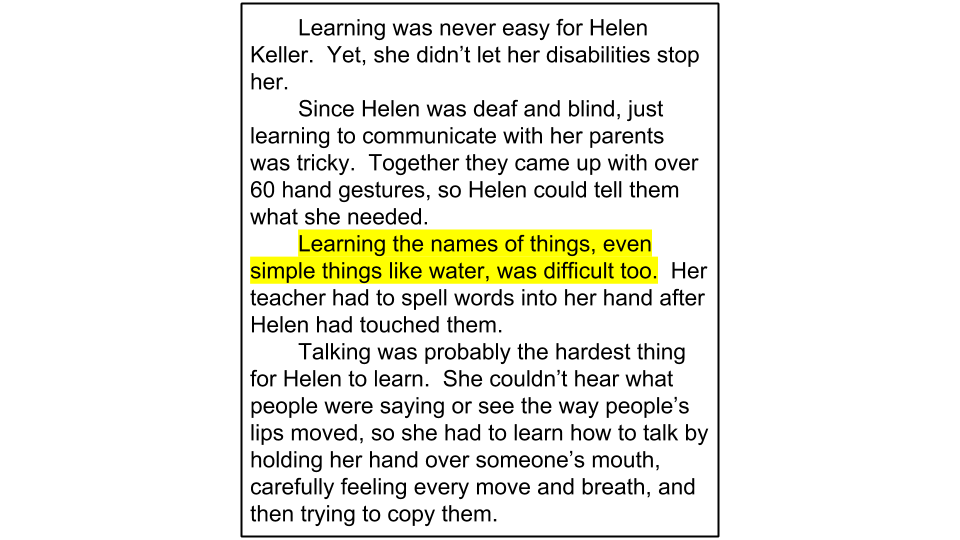 Learning was never easy for Helen
Keller.  Yet, she didn’t let her disabilities stop
her.
Since Helen was deaf and blind, just
learning to communicate with her parents
was tricky.  Together they came up with over
60 hand gestures, so Helen could tell them
what she needed.
Learning the names of things, even
simple things like water, was difficult too.  Her
teacher had to spell words into her hand after
Helen had touched them.
Talking was probably the hardest thing
for Helen to learn.  She couldn’t hear what
people were saying or see the way people’s
lips moved, so she had to learn how to talk by
holding her hand over someone’s mouth,
carefully feeling every move and breath, and
then trying to copy them.